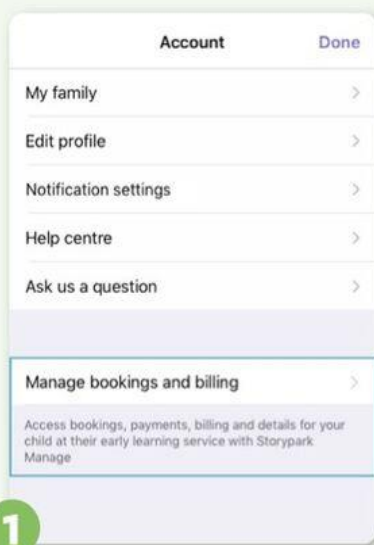 Account Done
My family
Edit profile
Notification settings
Help centre
Ask us a question
Manage bookings and billing
Access bookings, payments, billing and details for your
child at their early learning service with Storypark
Manage
1